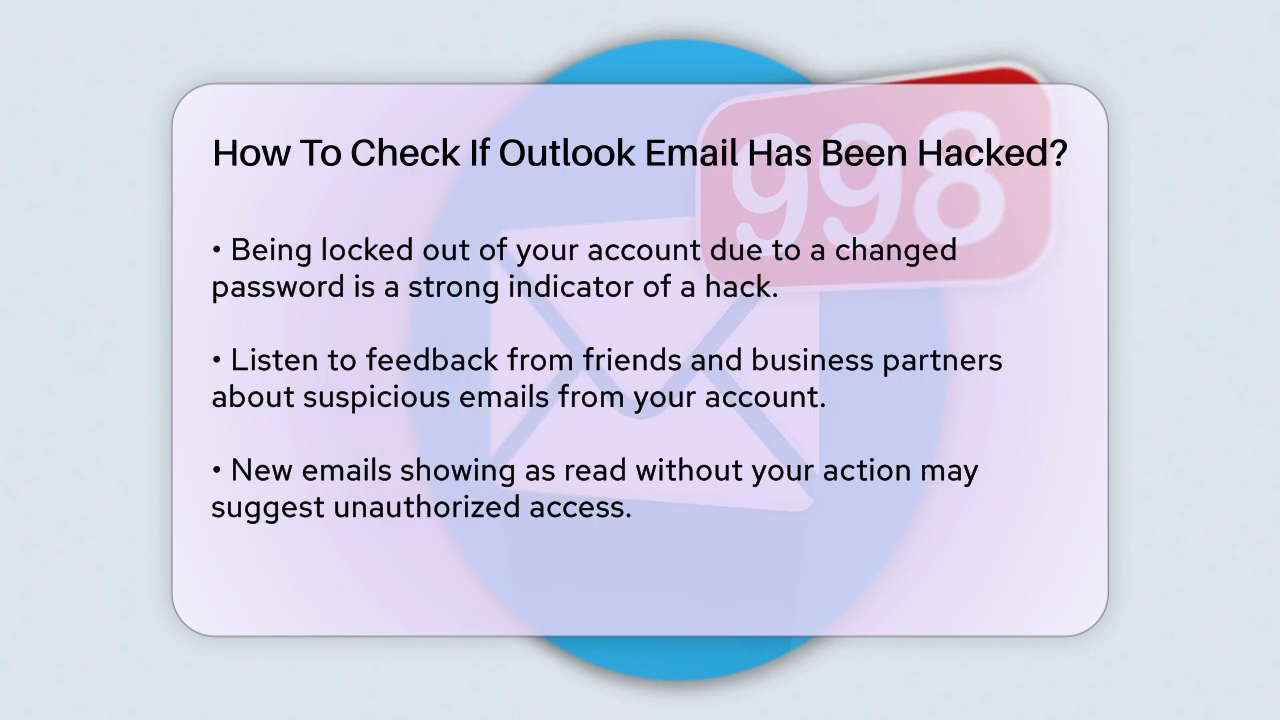 How To Check If Outlook Email Has Been Hacked?
998
• Being locked out of your account due to a changed
password is a strong indicator of a hack.
• Listen to feedback from friends and business partners
about suspicious emails from your account.
• New emails showing as read without your action may
suggest unauthorized access.